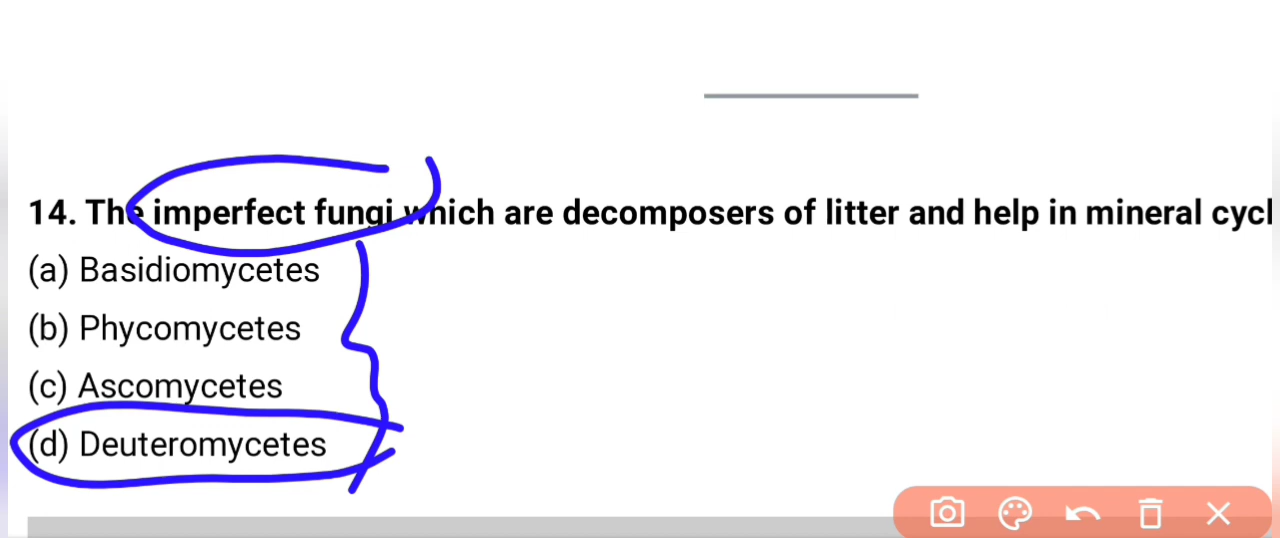 14. The imperfect fungi which are decomposers of litter and help in mineral cycl
(a) Basidiomycetes
(b) Phycomycetes
(c) Ascomycetes
(d) Deuteromycetes